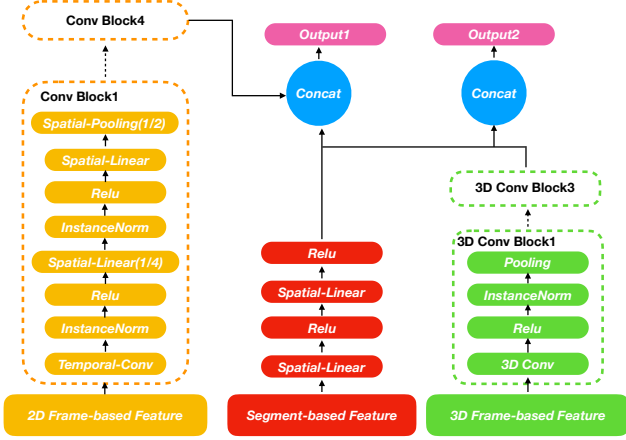 Conv Block4
Output1
Output2
Concat
Concat
Conv Block1
Spatial-Pooling(1/2)
Spatial-Linear
Relu
InstanceNorm
Spatial-Linear(1/4)
Relu
InstanceNorm
Temporal-Conv
2D Frame-based Feature
Relu
Spatial-Linear
Relu
Spatial-Linear
Segment-based Feature
3D Conv Block3
3D Conv Block1
Pooling
InstanceNorm
Relu
3D Conv
3D Frame-based Feature